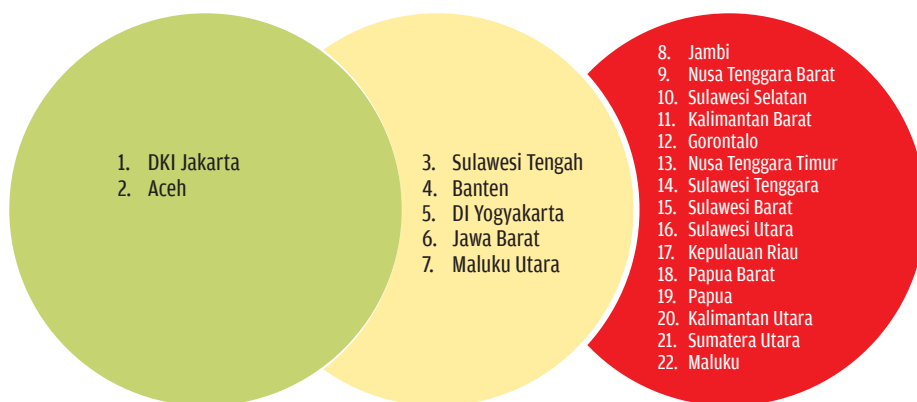 1. DKI Jakarta
2. Aceh
3. Sulawesi Tengah
4. Banten
5. DI Yogyakarta
6. Jawa Barat
7. Maluku Utara
8. Jambi
9. Nusa Tenggara Barat
10. Sulawesi Selatan
11. Kalimantan Barat
12. Gorontalo
13. Nusa Tenggara Timur
14. Sulawesi Tenggara
15. Sulawesi Barat
16. Sulawesi Utara
17. Kepulauan Riau
18. Papua Barat
19. Papua
20. Kalimantan Utara
21. Sumatera Utara
22. Maluku